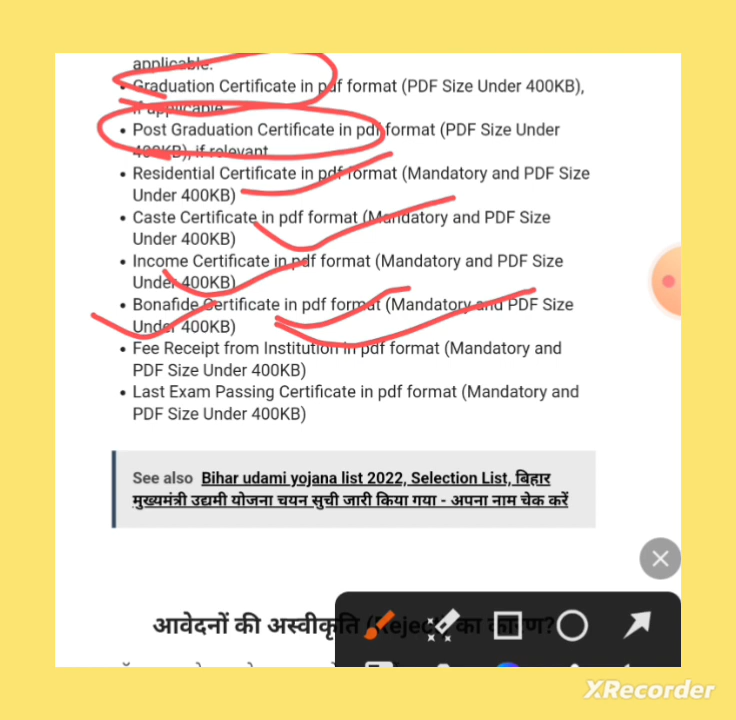 applicable.
Graduation Certificate in pdf format (PDF Size Under 400KB),
if applicable
Post Graduation Certificate in pdf format (PDF Size Under
400KB), if relevant
Residential Certificate in pdf format (Mandatory and PDF Size
Under 400KB)
Caste Certificate in pdf format (Mandatory and PDF Size
Under 400KB)
Income Certificate in pdf format (Mandatory and PDF Size
Under 400KB)
Bonafide Certificate in pdf format (Mandatory and PDF Size
Under 400KB)
Fee Receipt from Institution in pdf format (Mandatory and
PDF Size Under 400KB)
Last Exam Passing Certificate in pdf format (Mandatory and
PDF Size Under 400KB)
See also Bihar udami yojana list 2022, Selection List, बिहार
मुख्यमंत्री उद्यमी योजना चयन सुची जारी किया गया - अपना नाम चेक करें
आवेदनों की अस्वीकृति (Reject) का कारण?
XRecorder